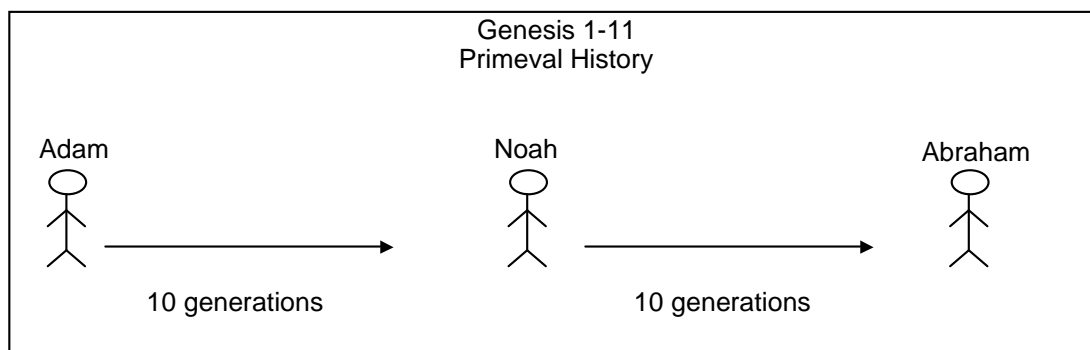 Genesis 1-11
Primeval History
Adam
Noah
Abraham
10 generations
10 generations